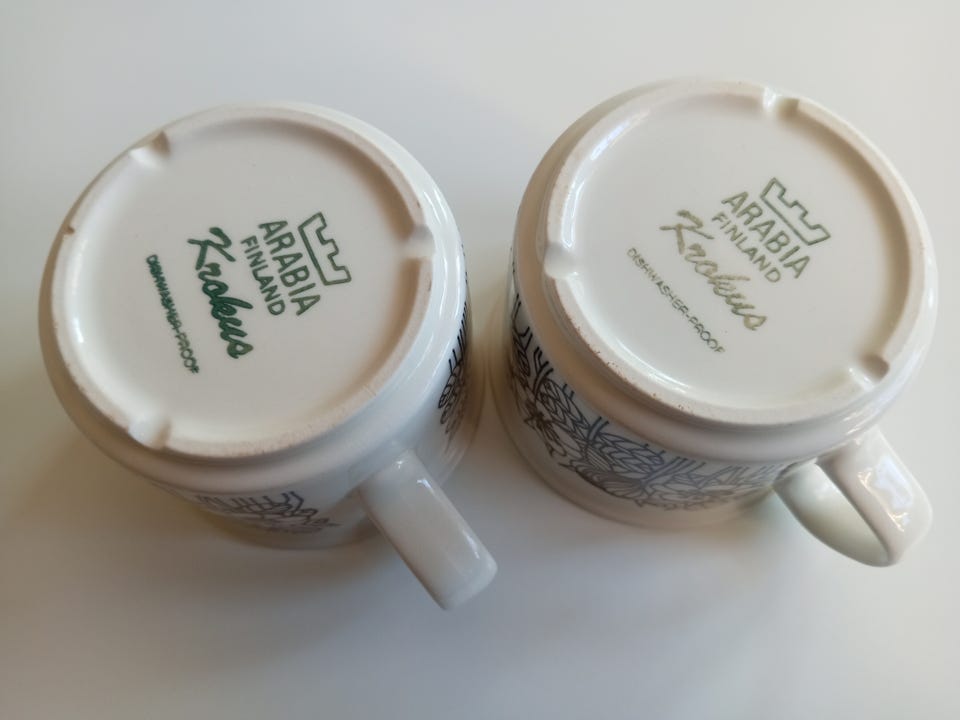 ARABIA
FINLAND
Krokus
DISHWASHER-PROOF
ARABIA
FINLAND
Krokus
DISHWASHER-PROOF